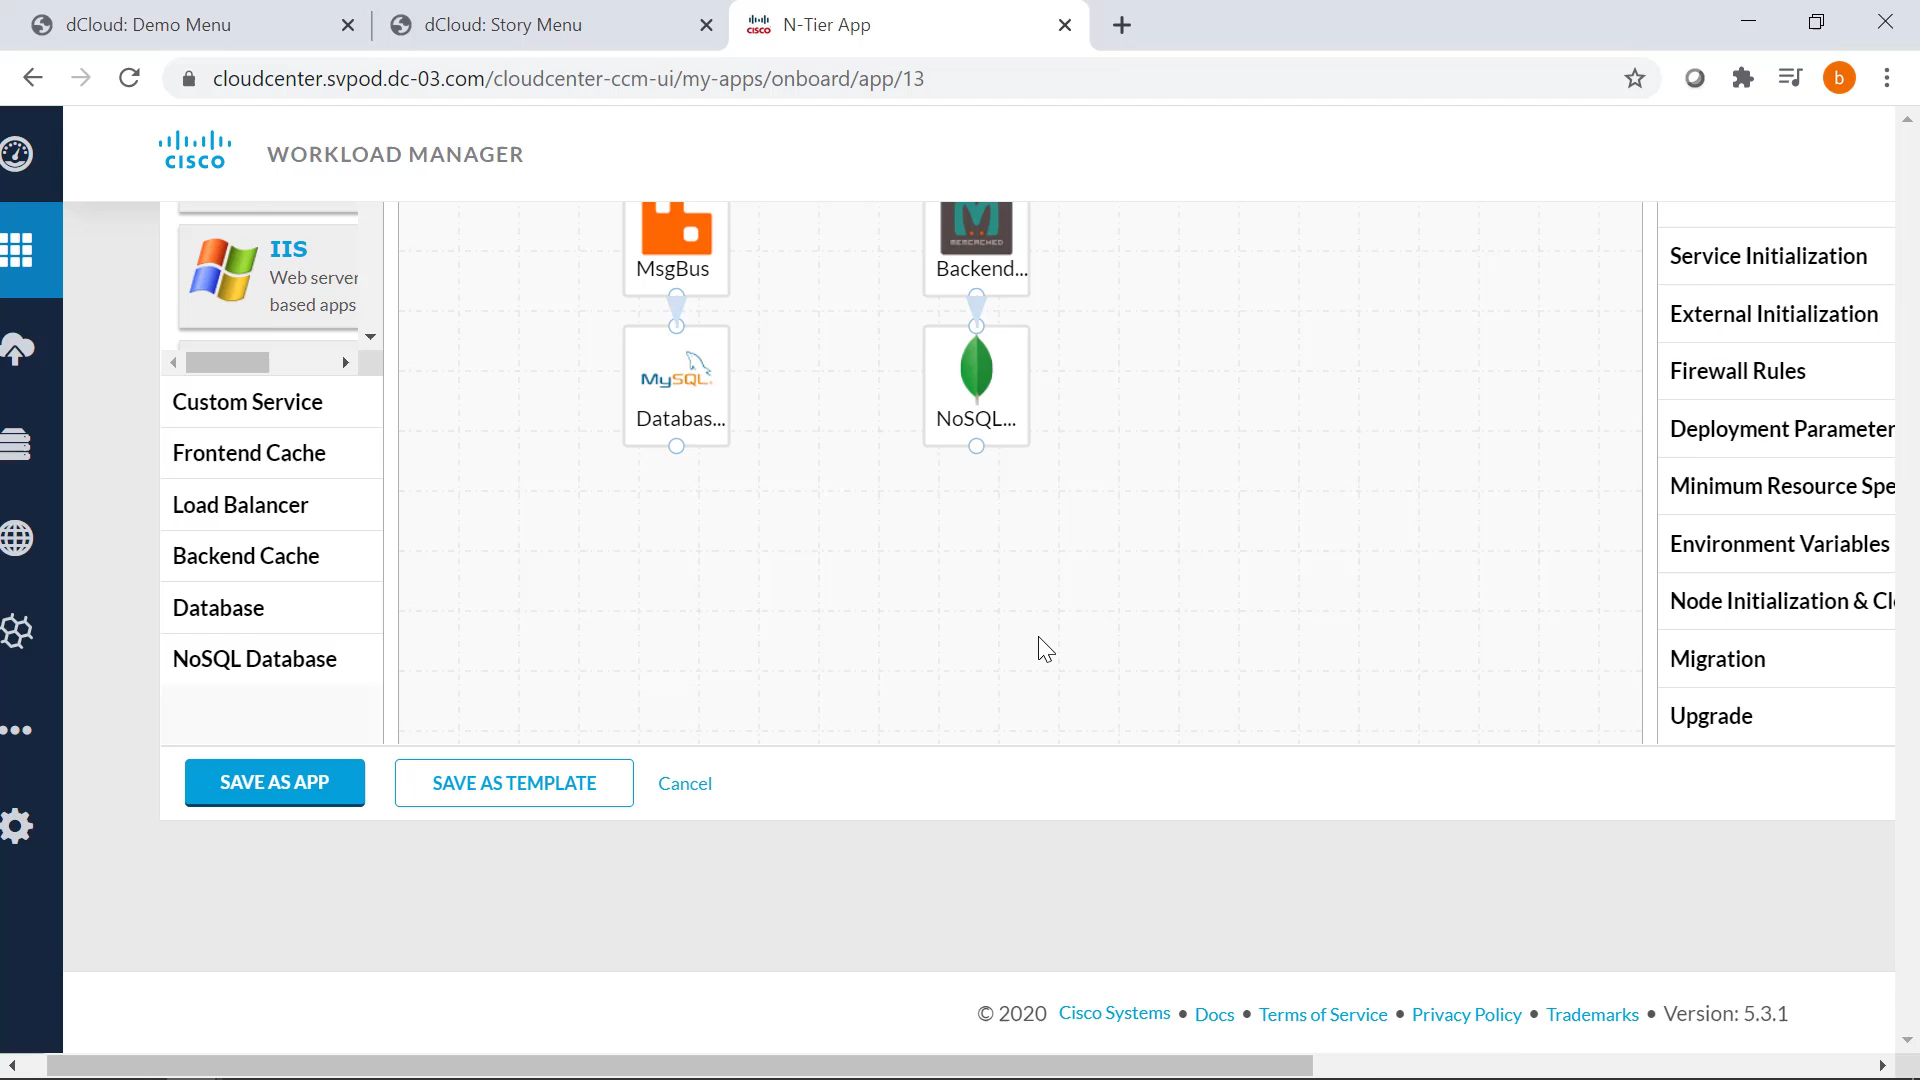 dCloud: Demo Menu
dCloud: Story Menu
CISCO
N-Tier App
cloudcenter.svpod.dc-03.com/cloudcenter-ccm-ui/my-apps/onboard/app/13
b
CISCO
WORKLOAD MANAGER
IIS
Web server
based apps
Custom Service
Frontend Cache
Load Balancer
Backend Cache
Database
NoSQL Database
MsgBus
MEMCACHED
Backend...
MySQL
Databas...
NoSQL...
Service Initialization
External Initialization
Firewall Rules
Deployment Parameter
Minimum Resource Spe
Environment Variables
Node Initialization & Cl
Migration
Upgrade
SAVE AS APP
SAVE AS TEMPLATE
Cancel
© 2020 Cisco Systems • Docs • Terms of Service • Privacy Policy • Trademarks • Version: 5.3.1